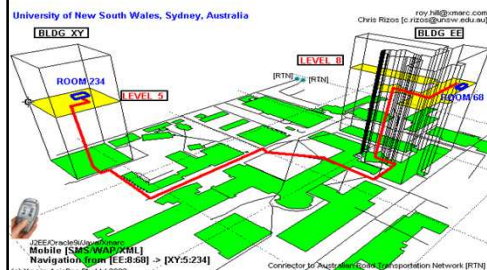 University of New South Wales, Sydney, Australia
roy.hill@xmarc.com
Chris Rizos [c.rizos@unsw.edu.au]
BLDG XY
BLDG EE
LEVEL 8
ROOM 234
[RTN]
[RTN]
LEVEL 5
ROOM 68
J2EE/Oracle9i/Java/Xmarc
Mobile [SMS/WAP/XML]
Navigation from [EE:8:68] -> [XY:5:234]
Connector to Australian Road Transportation Network [RTN]